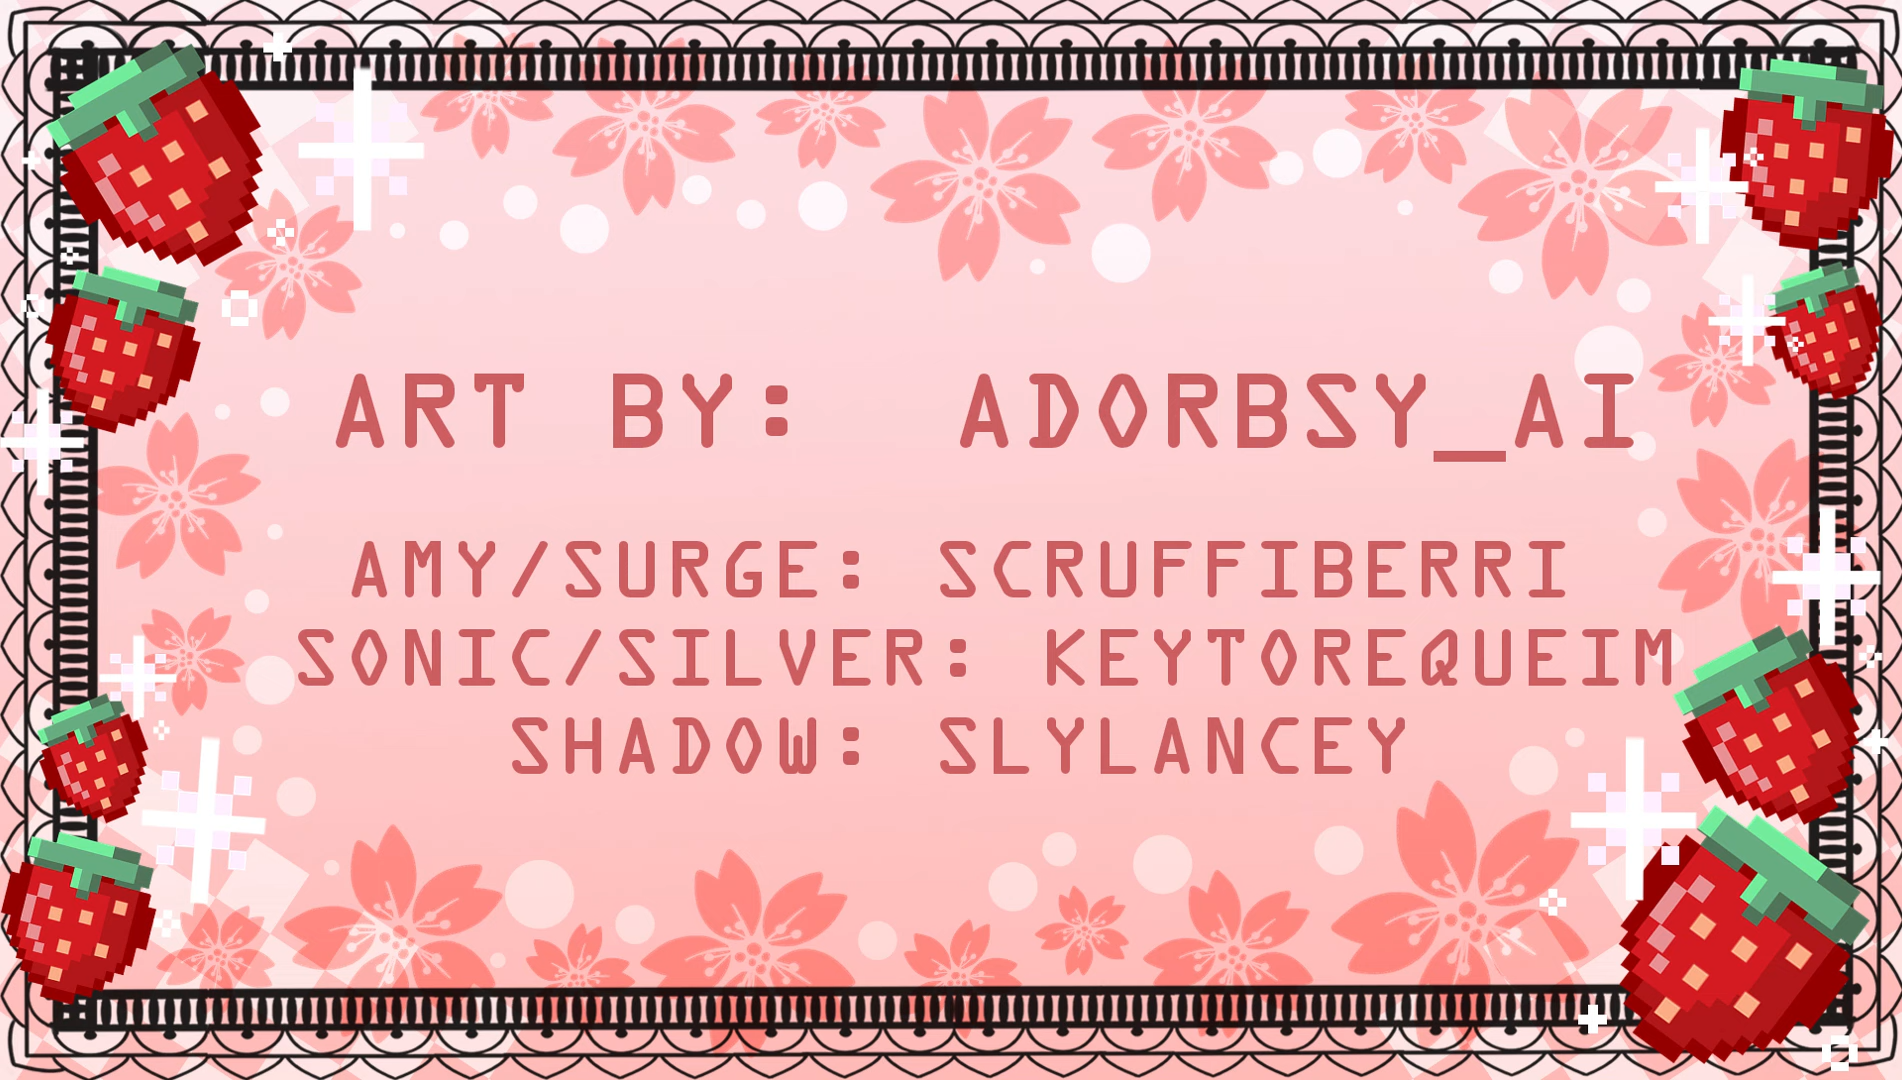 ART BY: ADORBSY_AI
AMY/SURGE: SCRUFFIBERRI
SONIC/SILVER: KEYTOREQUEIM
SHADOW: SLYLANCEY